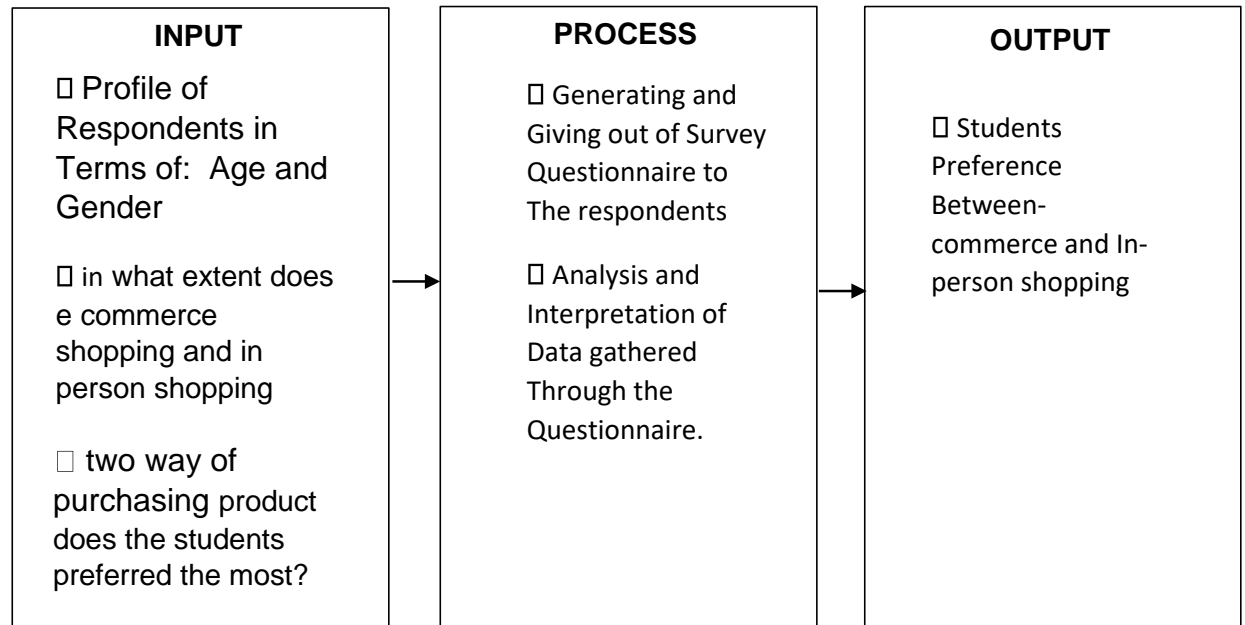 INPUT
□ Profile of
Respondents in
Terms of: Age and
Gender
□ in what extent does
e commerce
shopping and in
person shopping
□ two way of
purchasing product
does the students
preferred the most?
PROCESS
□ Generating and
Giving out of Survey
Questionnaire to
The respondents
□ Analysis and
Interpretation of
Data gathered
Through the
Questionnaire.
OUTPUT
□ Students
Preference
Between-
commerce and In-
person shopping